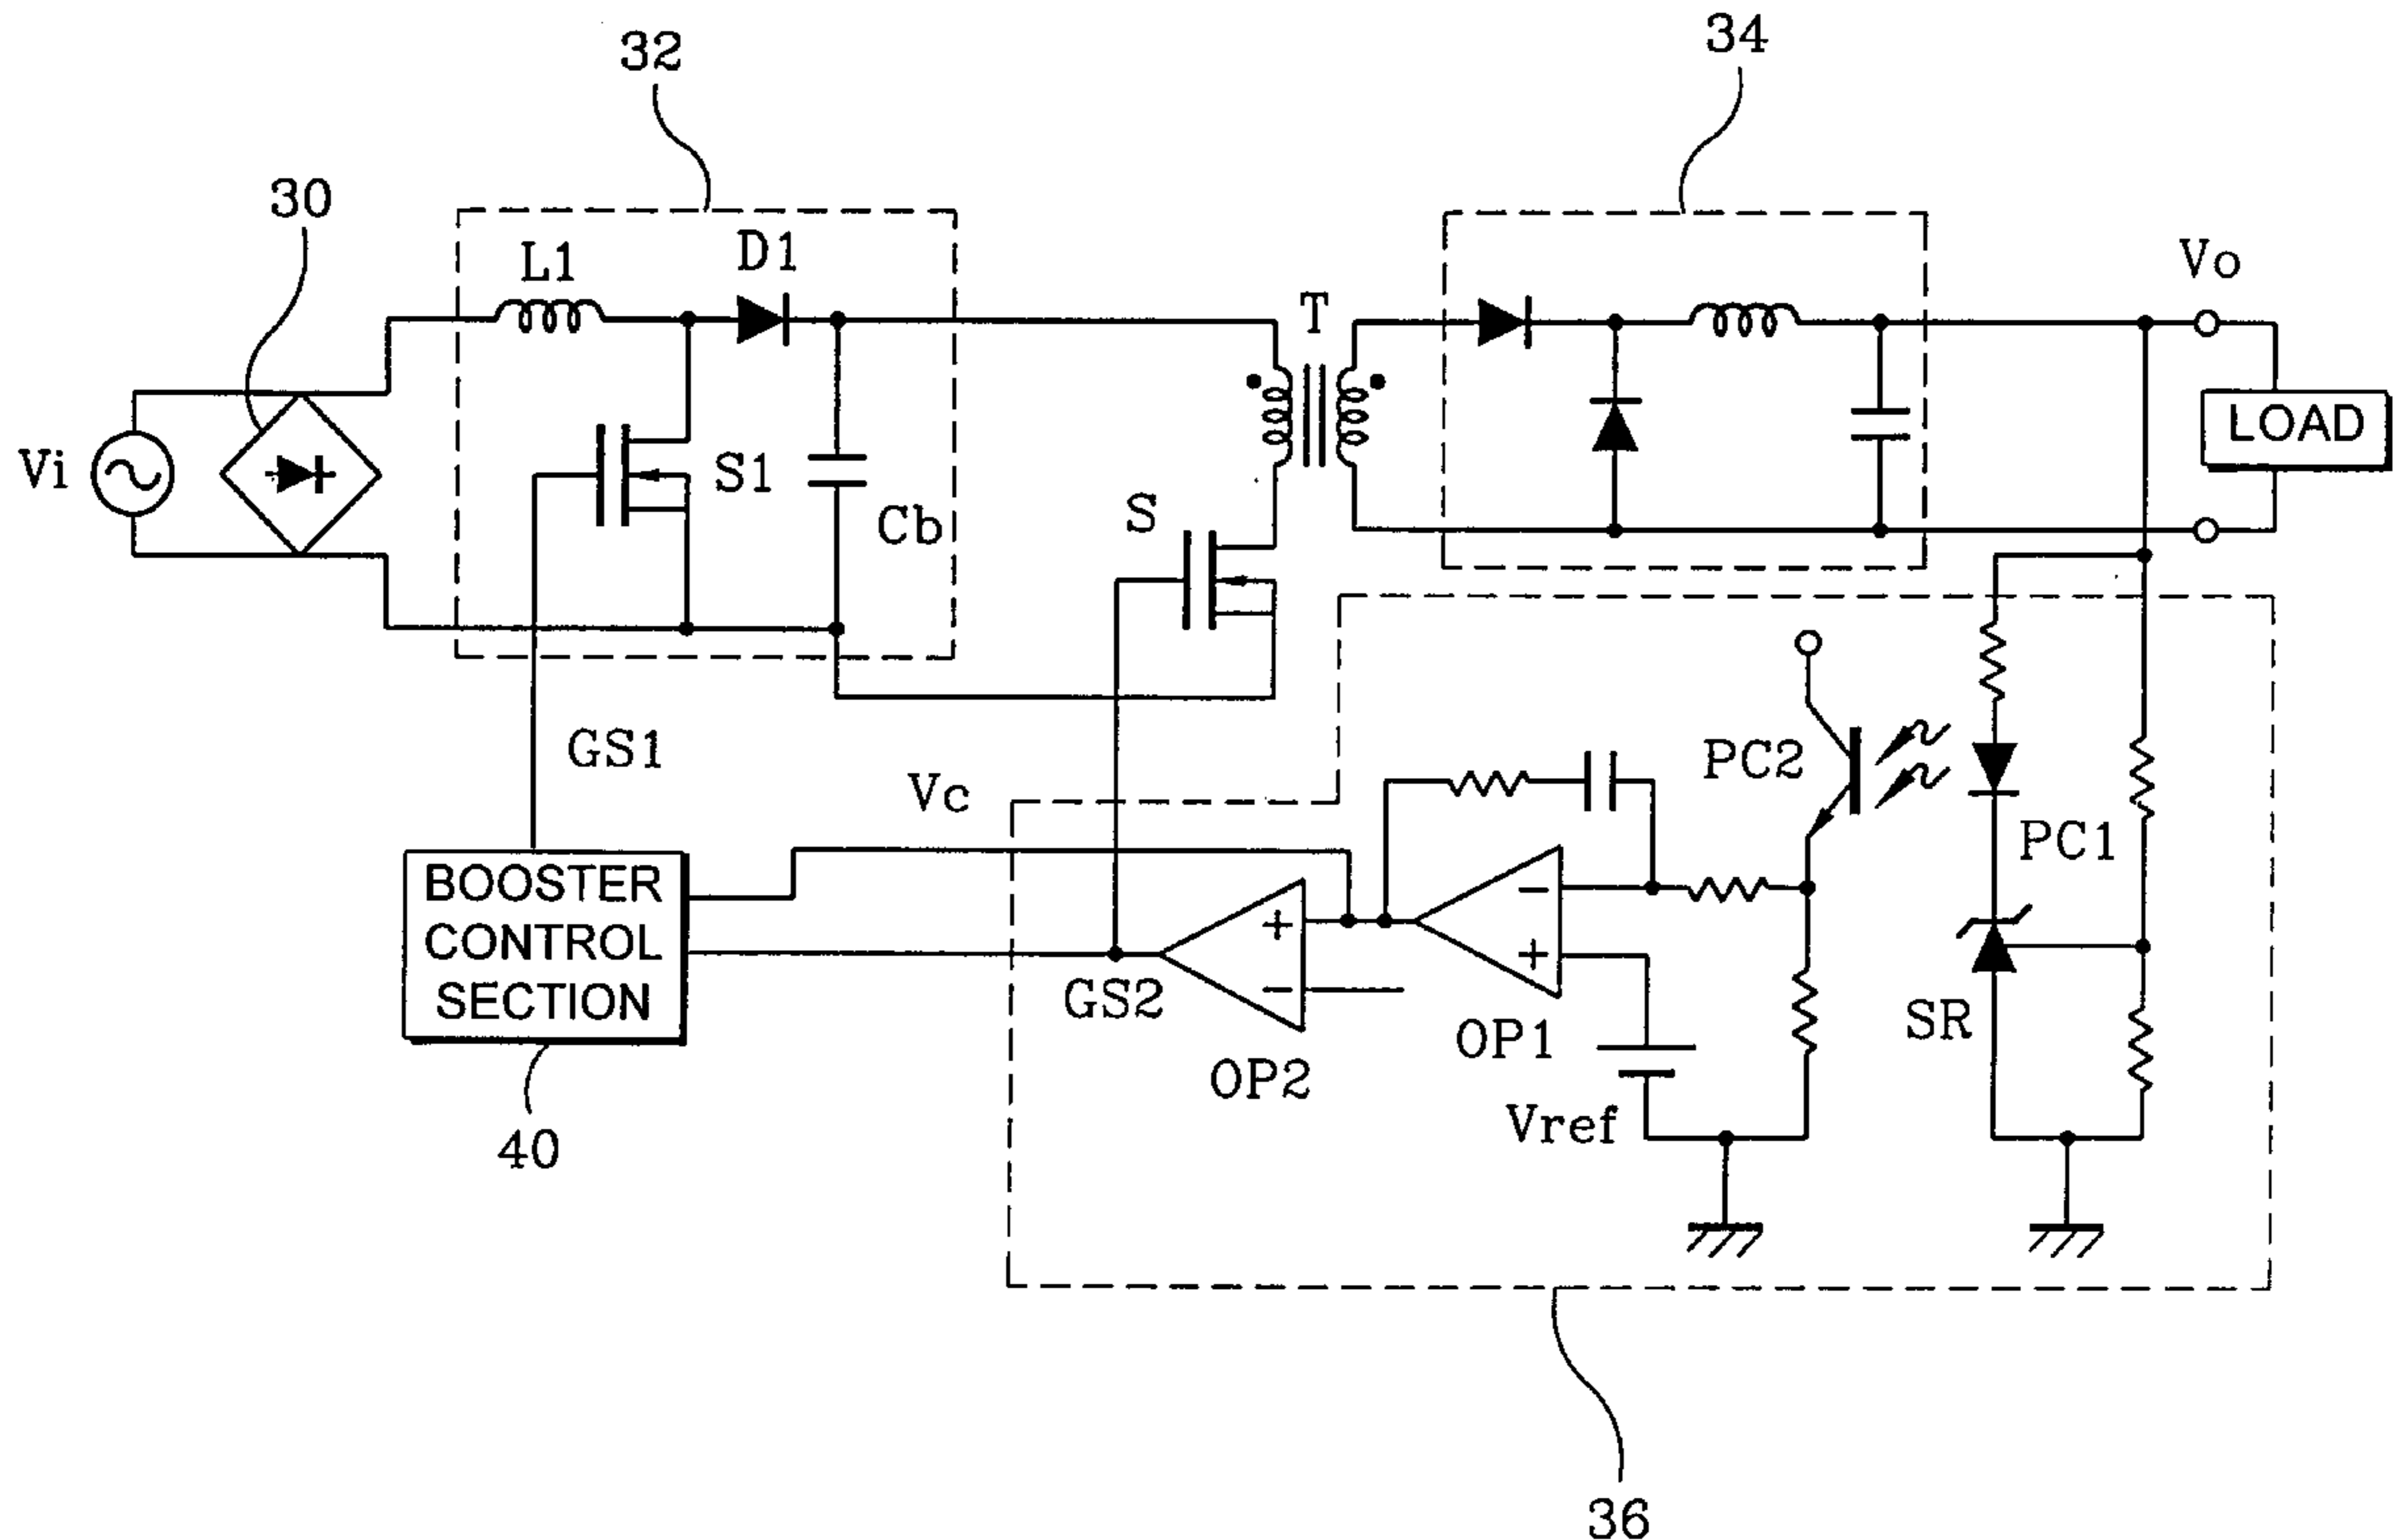 32
34
30
L1
D1
T
Vo
Vi
S1
Cb
S
LOAD
GS1
Vc
PC2
PC1
BOOSTER
CONTROL
SECTION
+
-
-
+
GS2
OP2
OP1
SR
Vref
40
36